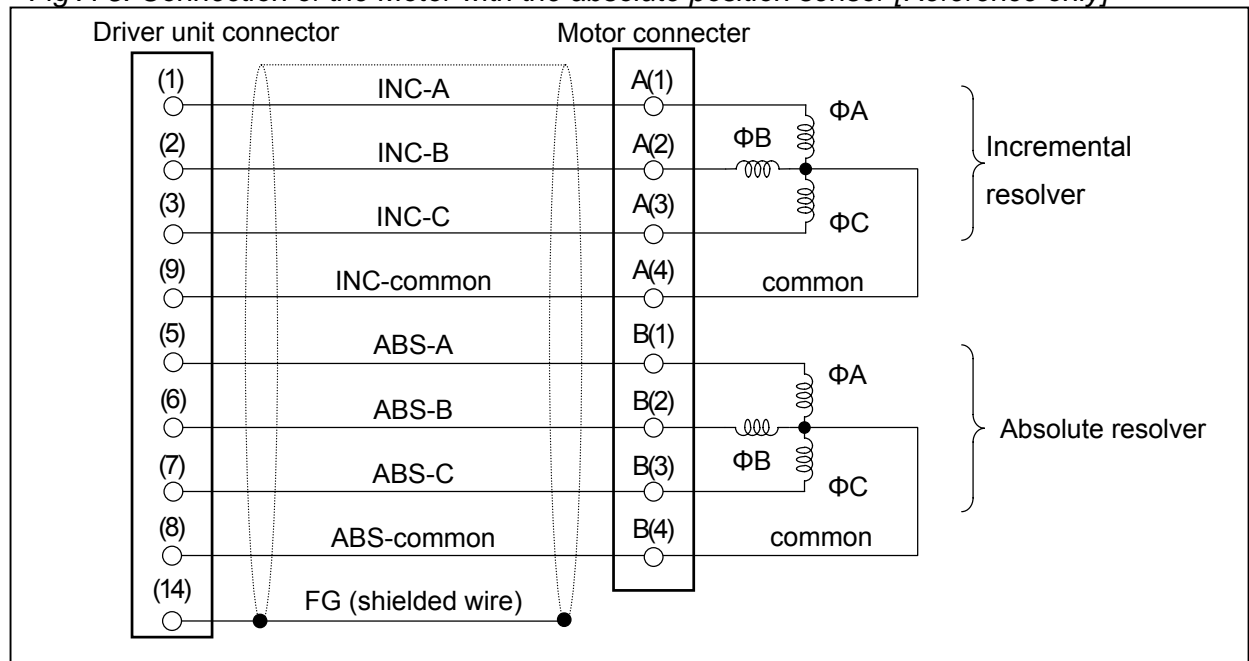 Connection of the Motor with the absolute position sensor [Reference only]
Driver unit connector
Motor connecter
(1)
INC-A
A(1)
ΦA
(2)
INC-B
A(2)
ΦB
Incremental
resolver
(3)
INC-C
A(3)
ΦC
(9)
INC-common
A(4)
common
(5)
ABS-A
B(1)
ΦA
(6)
ABS-B
B(2)
ΦB
Absolute resolver
(7)
ABS-C
B(3)
ΦC
(8)
ABS-common
B(4)
common
(14)
FG (shielded wire)